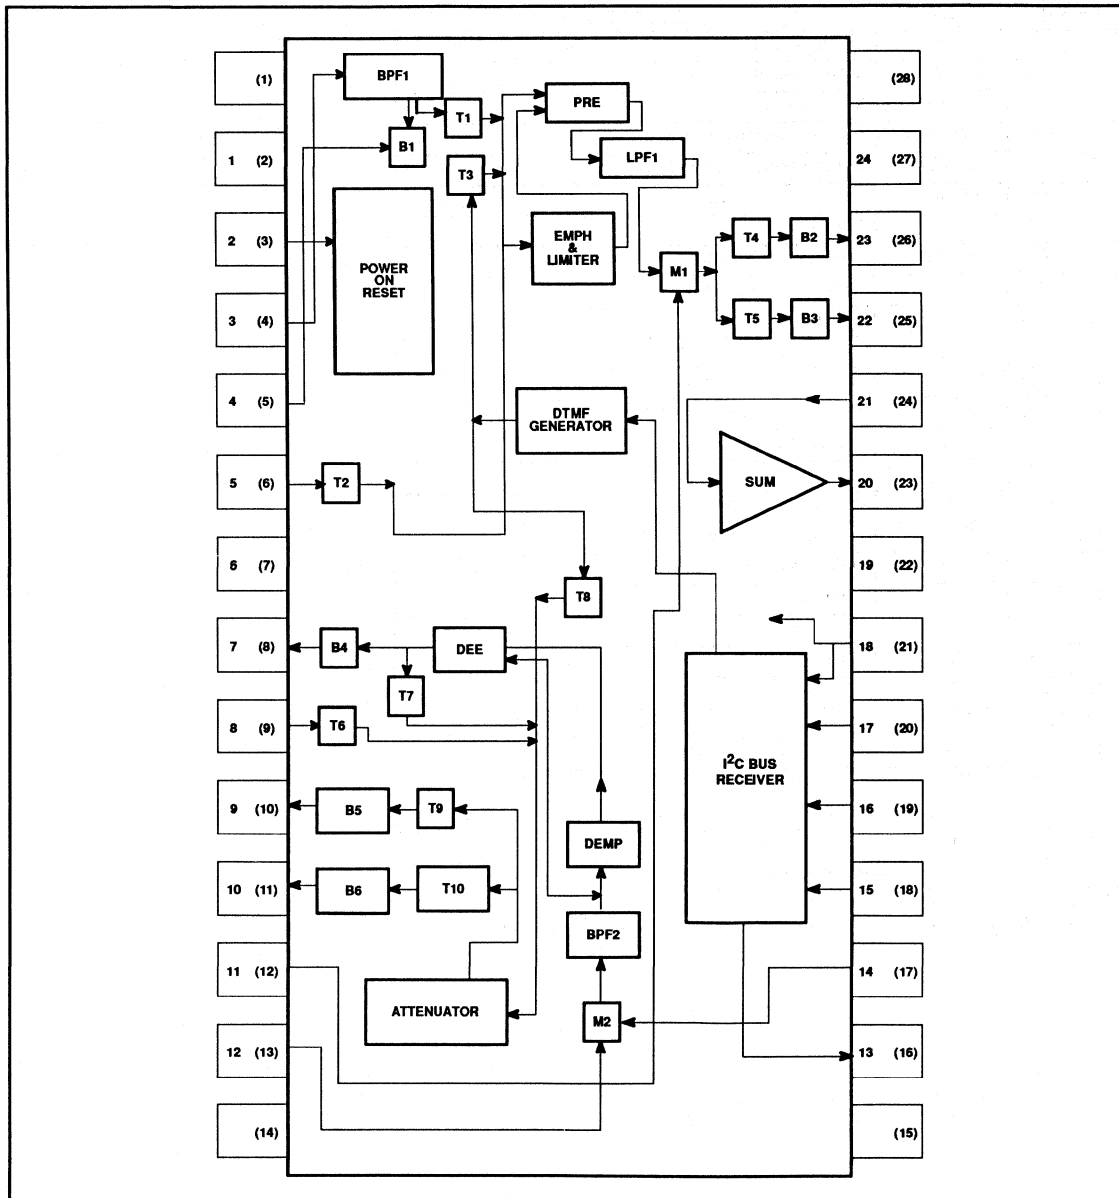 (1)
BPF1
(28)
PRE
T1
1 (2)
B1
LPF1
24 (27)
T3
2 (3)
EMPH
&
LIMITER
T4
B2
23 (26)
POWER
ON
RESET
M1
3 (4)
T5
B3
22 (25)
4 (5)
DTMF
GENERATOR
21 (24)
5 (6)
T2
SUM
20 (23)
6 (7)
19 (22)
T8
7 (8)
B4
DEE
18 (21)
T7
8 (9)
T6
17 (20)
I²C BUS
RECEIVER
9 (10)
B5
T9
16 (19)
DEMP
10 (11)
B6
T10
15 (18)
BPF2
11 (12)
14 (17)
ATTENUATOR
M2
12 (13)
13 (16)
(14)
(15)